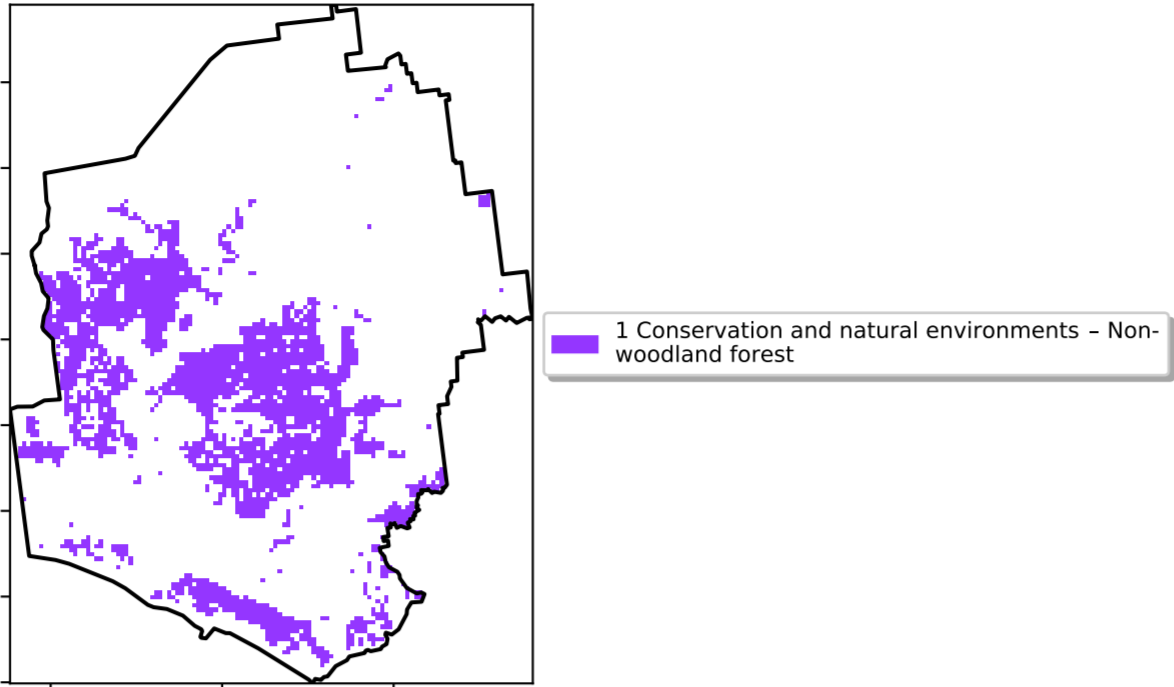 1 Conservation and natural environments – Non-
woodland forest